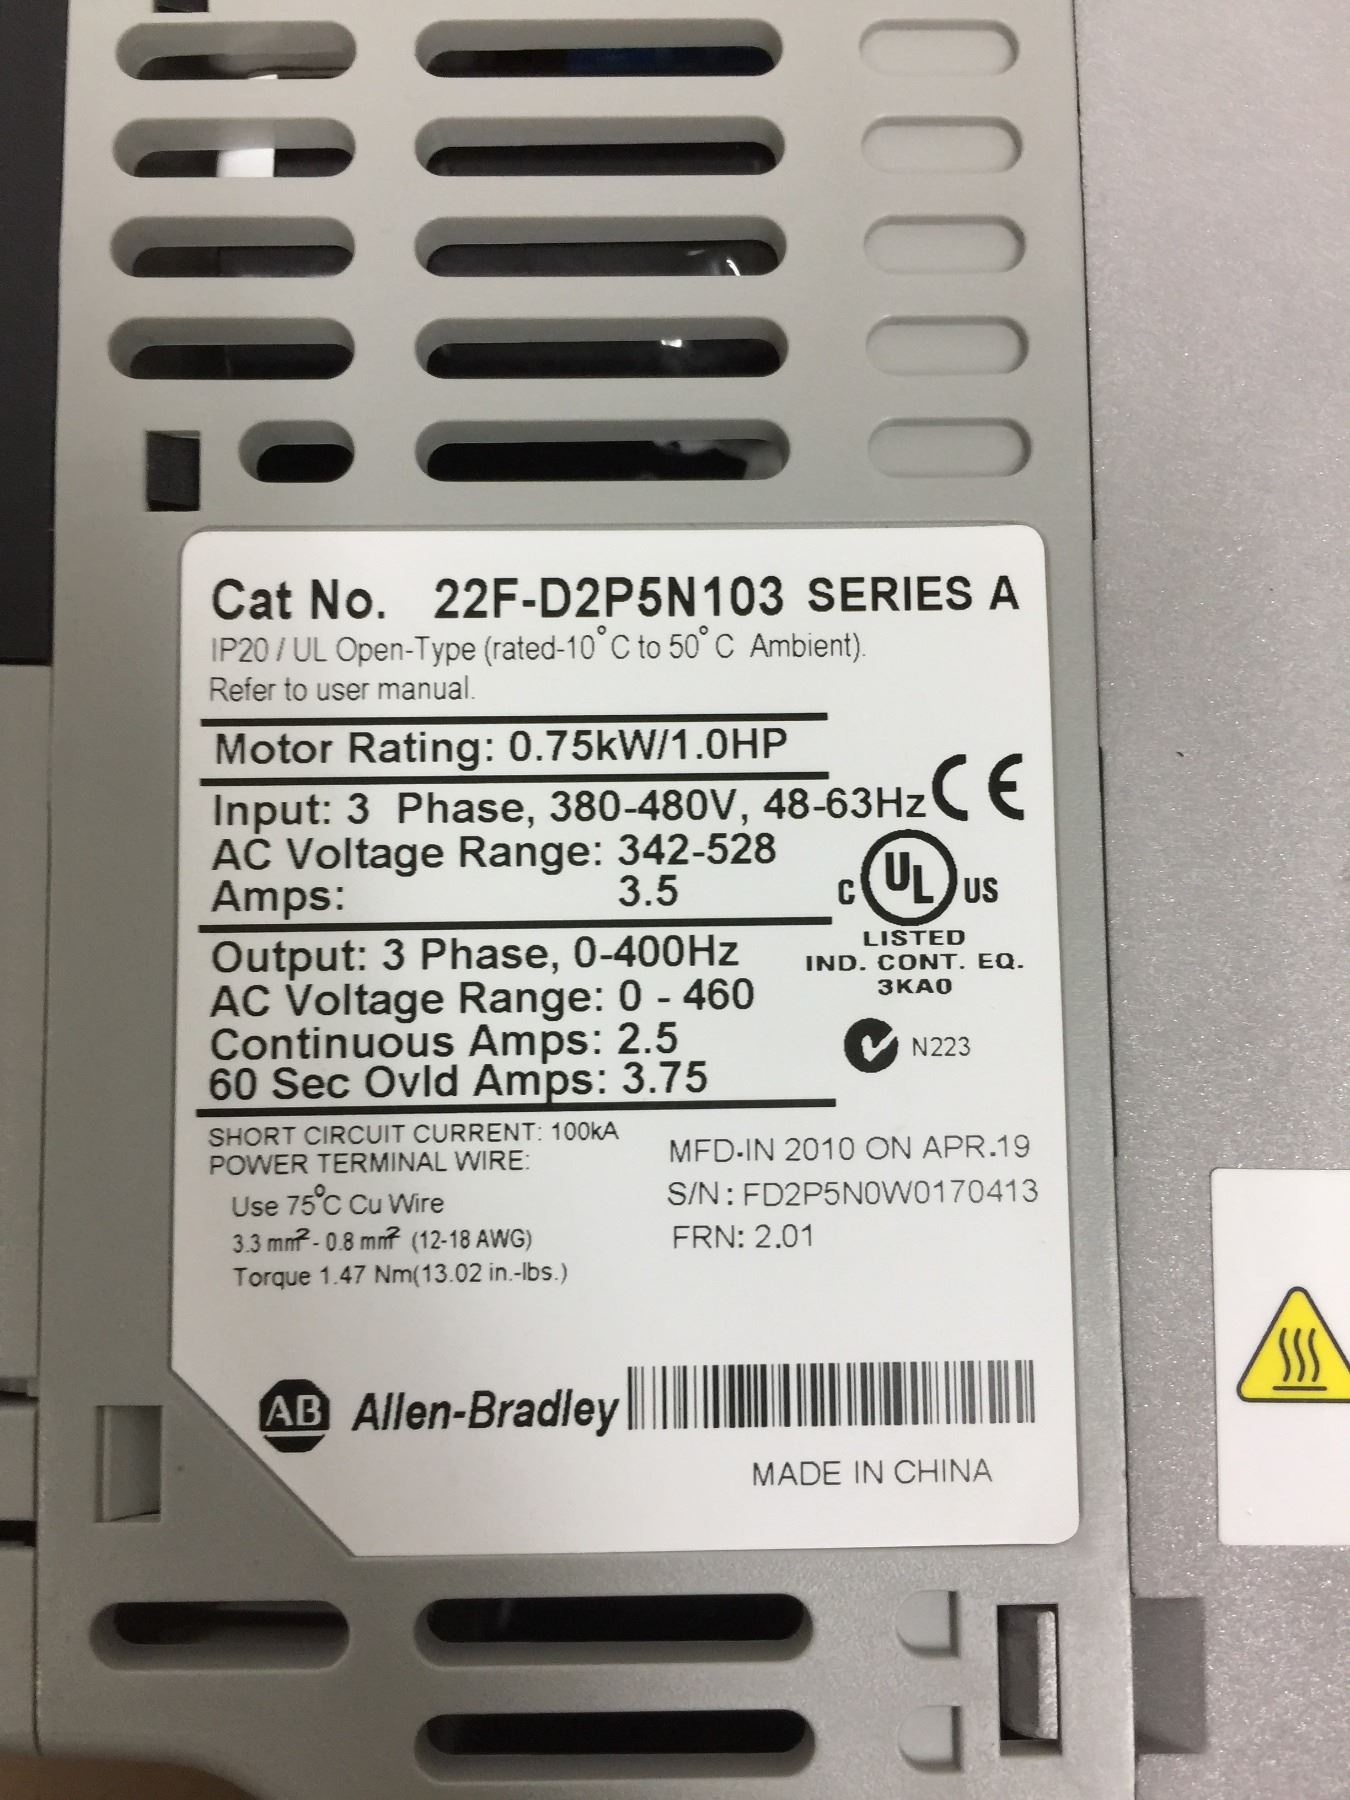 Cat No. 22F-D2P5N103 SERIES A
IP20 / UL Open-Type (rated-10°C to 50°C Ambient).
Refer to user manual.
Motor Rating: 0.75kW/1.0HP
Input: 3 Phase, 380-480V, 48-63Hz
CE
AC Voltage Range: 342-528
Amps: 3.5
C UL US
LISTED
IND. CONT. EQ.
3KA0
Output: 3 Phase, 0-400Hz
AC Voltage Range: 0 - 460
Continuous Amps: 2.5
60 Sec Ovld Amps: 3.75
N223
SHORT CIRCUIT CURRENT: 100kA
POWER TERMINAL WIRE:
Use 75°C Cu Wire
3.3 mm² - 0.8 mm² (12-18 AWG)
Torque 1.47 Nm(13.02 in.-lbs.)
MFD.IN 2010 ON APR.19
S/N : FD2P5N0W0170413
FRN: 2.01
AB Allen-Bradley
MADE IN CHINA